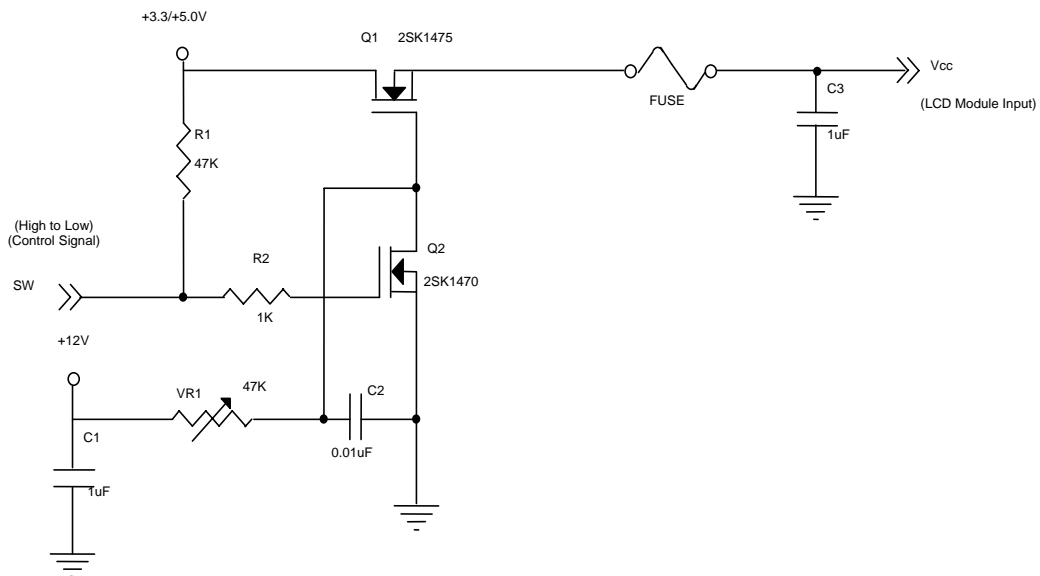 +3.3/+5.0V
Q1 2SK1475
FUSE
Vcc
(LCD Module Input)
C3
1uF
R1
47K
(High to Low)
(Control Signal)
SW
R2
1K
Q2
2SK1470
+12V
VR1
47K
C2
0.01uF
C1
1uF